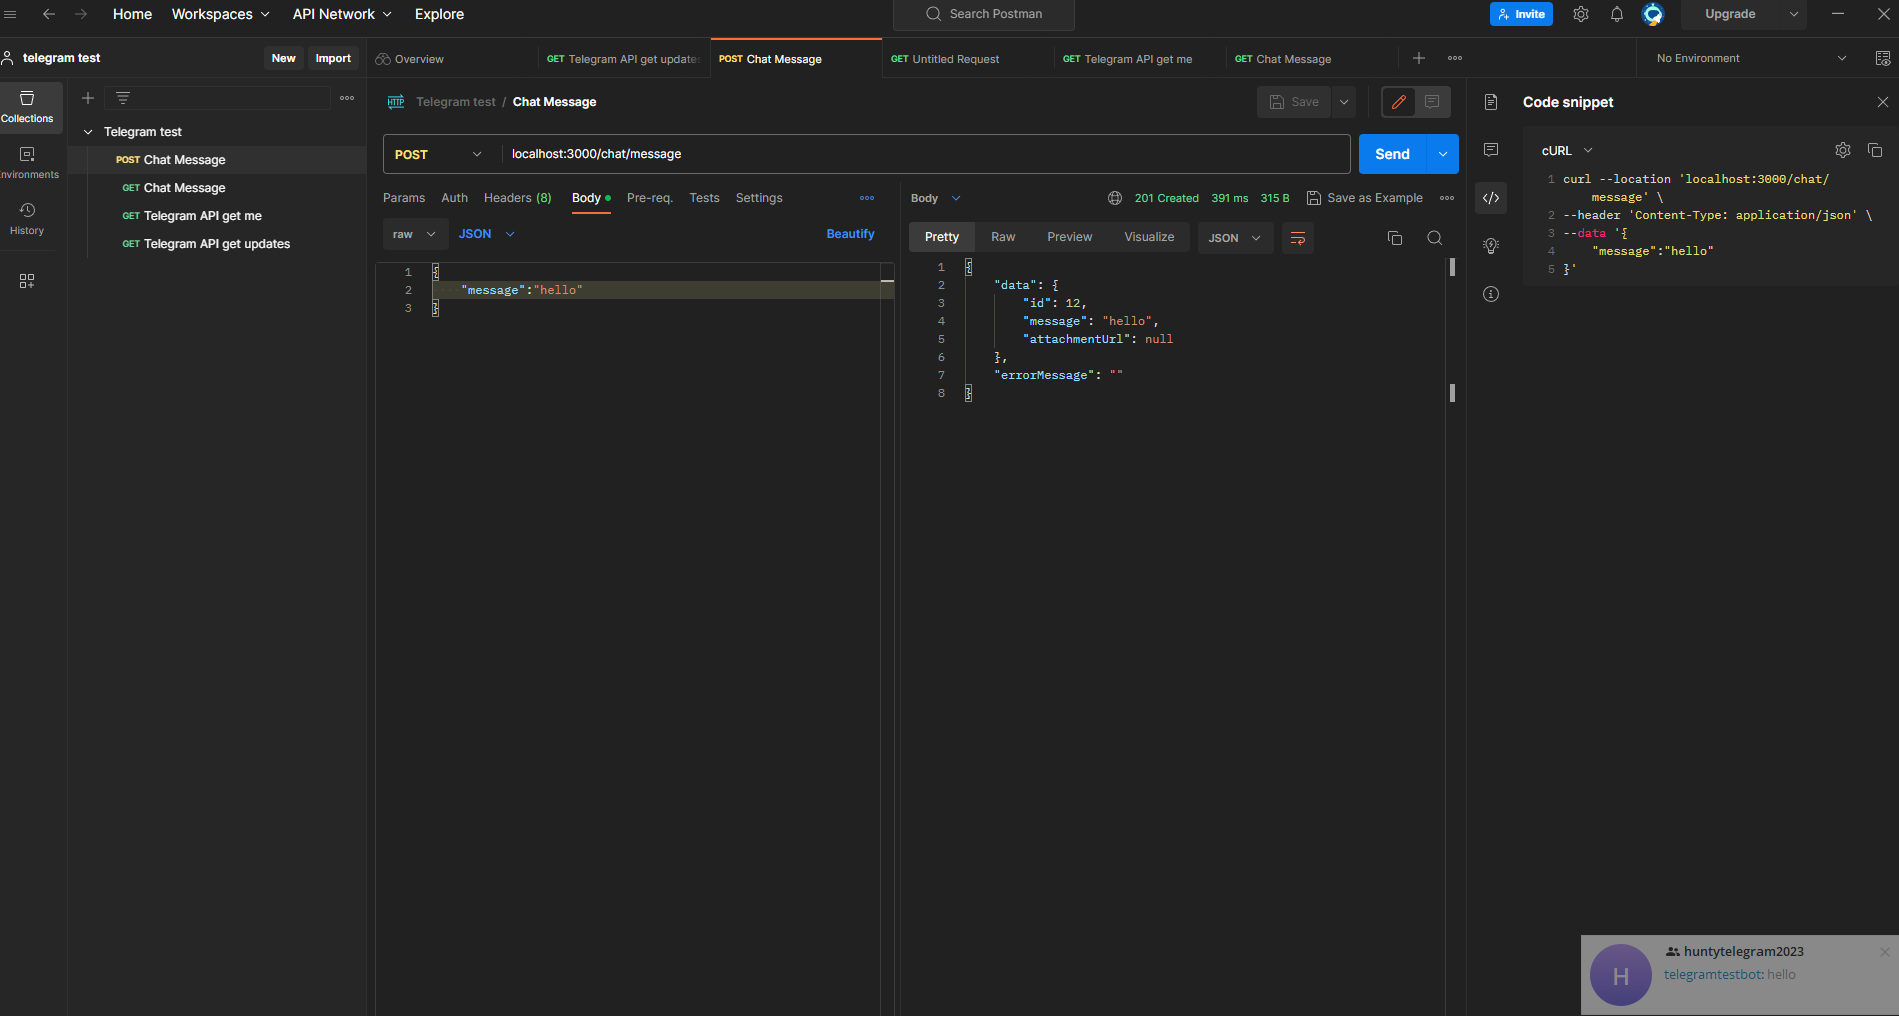 Home Workspaces API Network Explore
Search Postman
Invite
Upgrade
telegram test
New Import
Overview
GET Telegram API get update
POST Chat Message
GET Untitled Request
GET Telegram API get me
GET Chat Message
No Environment
Collections
nvironments
History
Telegram test
POST Chat Message
GET Chat Message
GET Telegram API get me
GET Telegram API get updates
HTTP Telegram test / Chat Message
Save
POST localhost:3000/chat/message
Send
Params Auth Headers (8) Body Pre-req. Tests Settings
raw JSON
Beautify
1 {
2 "message":"hello"
3 }
Body
201 Created 391 ms 315 B Save as Example
Pretty Raw Preview Visualize JSON
1 {
2 "data": {
3 "id": 12,
4 "message": "hello",
5 "attachmentUrl": null
6 },
7 "errorMessage": ""
8 }
Code snippet
cURL
1 curl --location 'localhost:3000/chat/
message' \
2 --header 'Content-Type: application/json' \
3 --data '{
4 "message":"hello"
5 }'
H
huntytelegram2023
telegramtestbot: hello